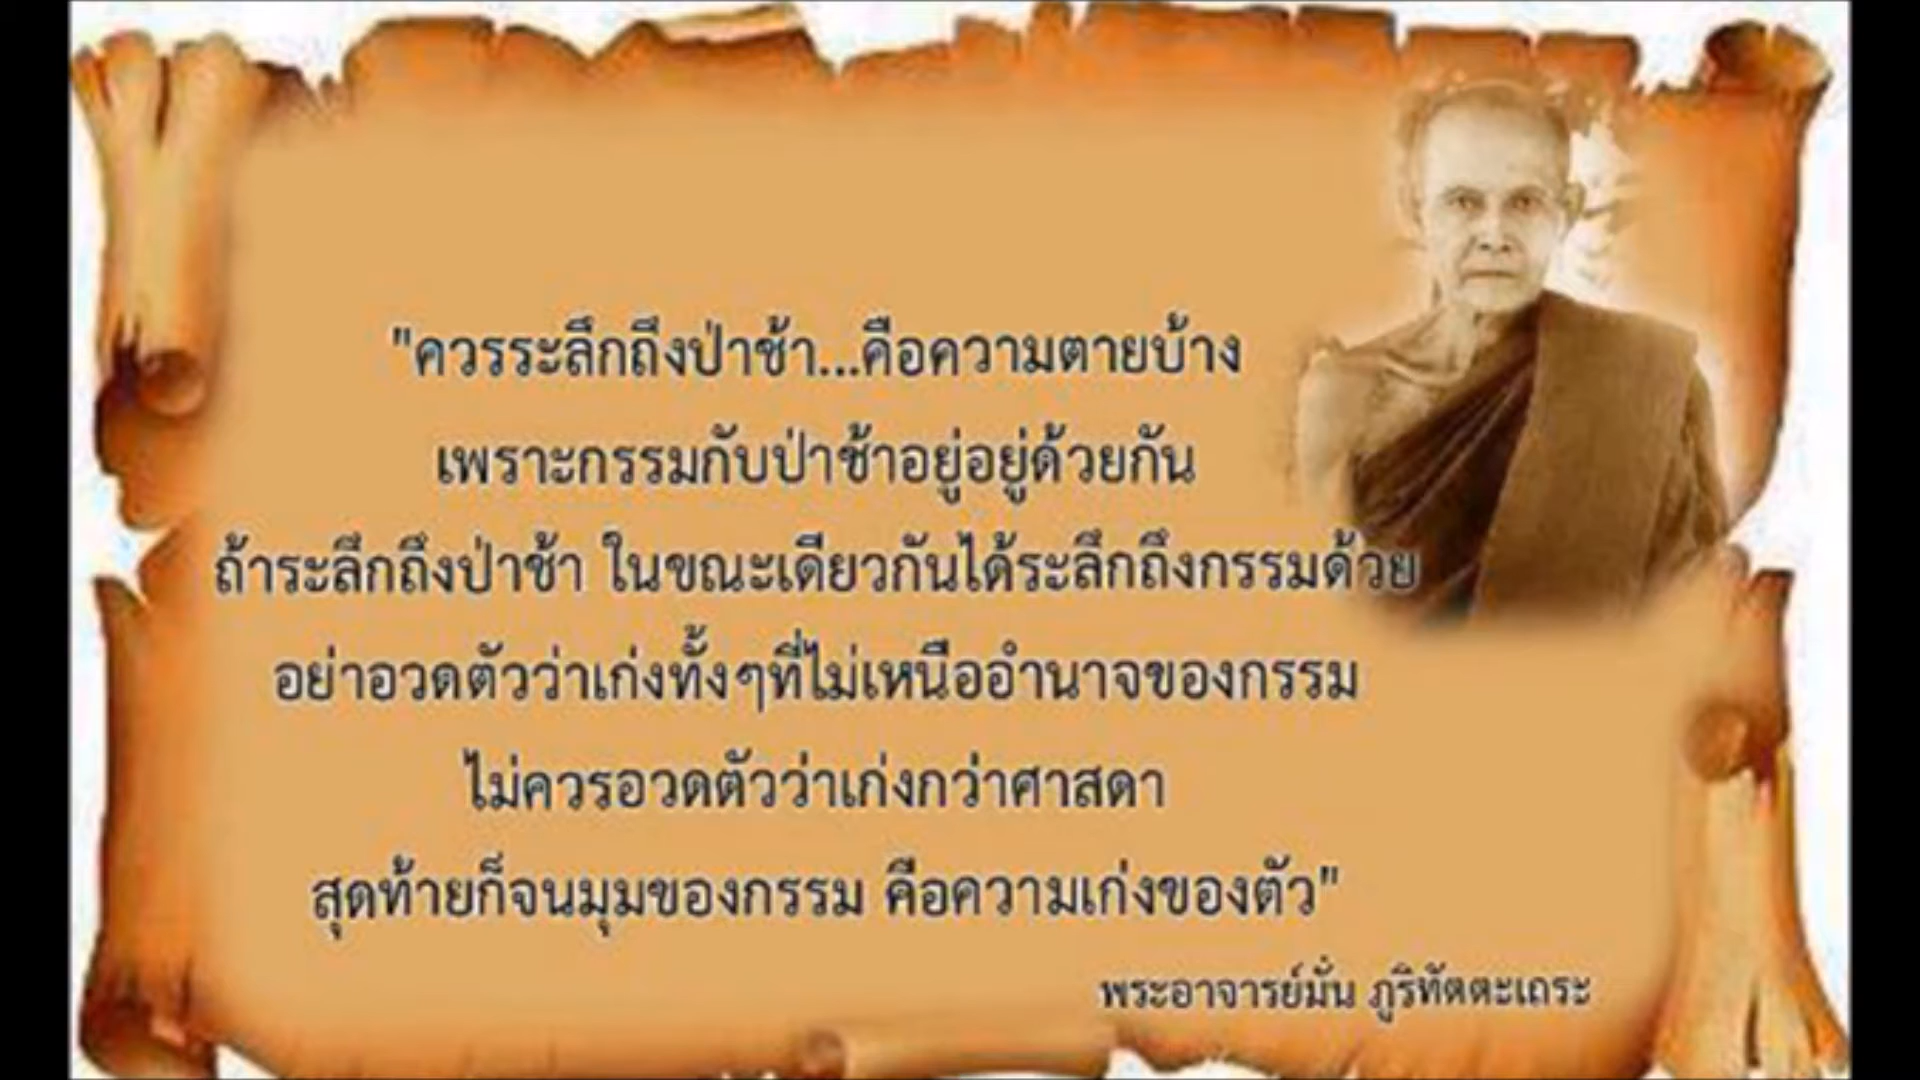 "ควรระลึกถึงป่าช้า...คือความตายบ้าง
เพราะกรรมกับป่าช้าอยู่อยู่ด้วยกัน
ถ้าระลึกถึงป่าช้า ในขณะเดียวกันได้ระลึกถึงกรรมด้วย
อย่าอวดตัวว่าเก่งทั้งๆที่ไม่เหนืออำนาจของกรรม
ไม่ควรอวดตัวว่าเก่งกว่าศาสดา
สุดท้ายก็จนมุมของกรรม คือความเก่งของตัว"
พระอาจารย์มั่น ภูริทัตตะเถระ